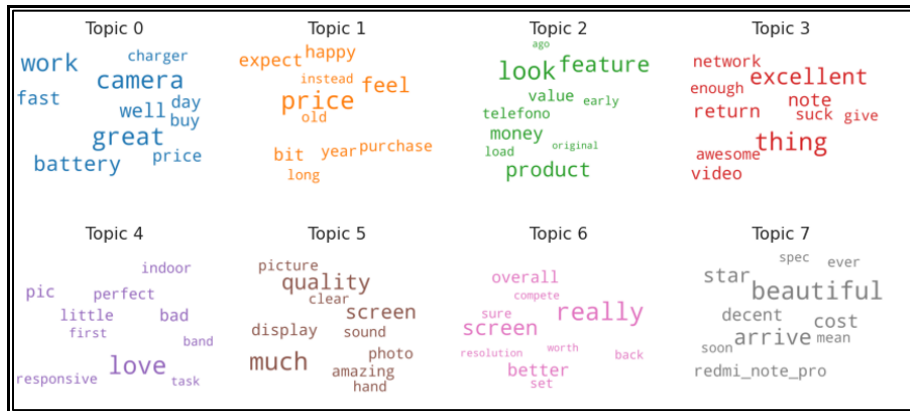 Topic 0
Topic 1
Topic 2
Topic 3
work
charger
camera
fast
well
day
buy
great
battery
price
expect
happy
instead
feel
price
old
bit
year
purchase
long
ago
look
feature
value
early
telefono
money
load
original
product
network
excellent
enough
note
return
suck
give
thing
awesome
video
Topic 4
Topic 5
Topic 6
Topic 7
indoor
pic
perfect
little
bad
first
band
love
responsive
task
picture
quality
clear
screen
display
sound
much
photo
amazing
hand
overall
compete
sure
really
screen
resolution
worth
back
better
set
spec
ever
star
beautiful
decent
cost
arrive
mean
soon
redmi_note_pro